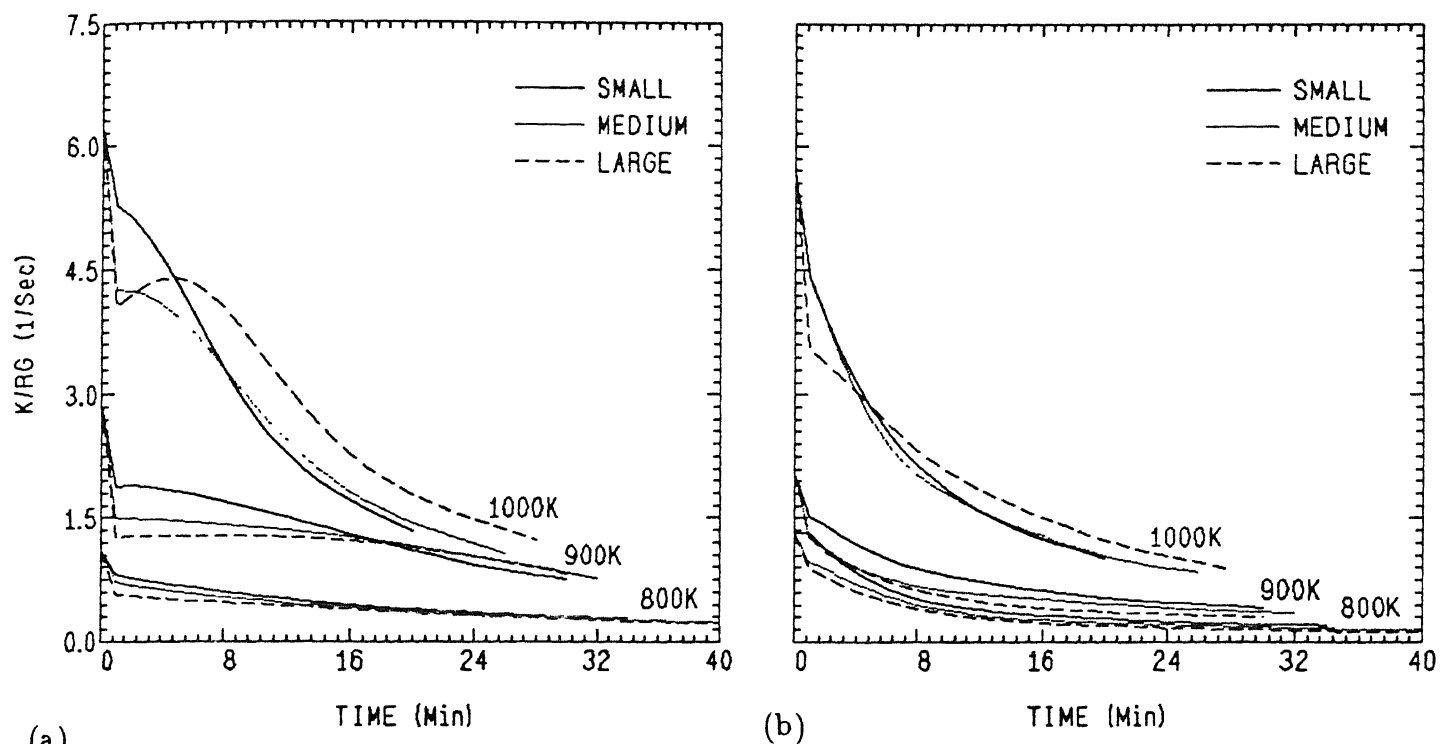 7.5
6.0
4.5
3.0
1.5
0.0
K/RG (1/Sec)
SMALL
MEDIUM
LARGE
1000K
900K
800K
0 8 16 24 32 40
TIME (Min)
(a)
SMALL
MEDIUM
LARGE
1000K
900K
800K
0 8 16 24 32 40
TIME (Min)
(b)